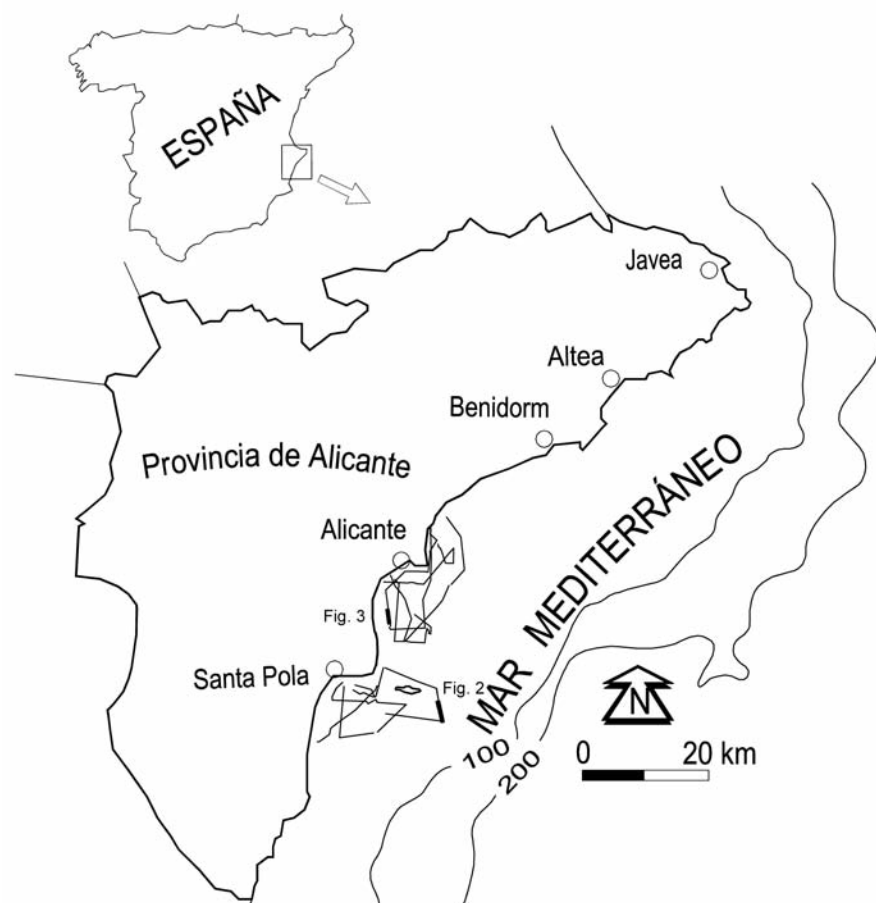 ESPAÑA
Javea
Altea
Benidorm
Provincia de Alicante
Alicante
Fig. 3
Santa Pola
Fig. 2
MAR MEDITERRÁNEO
N
100
200
0 20 km